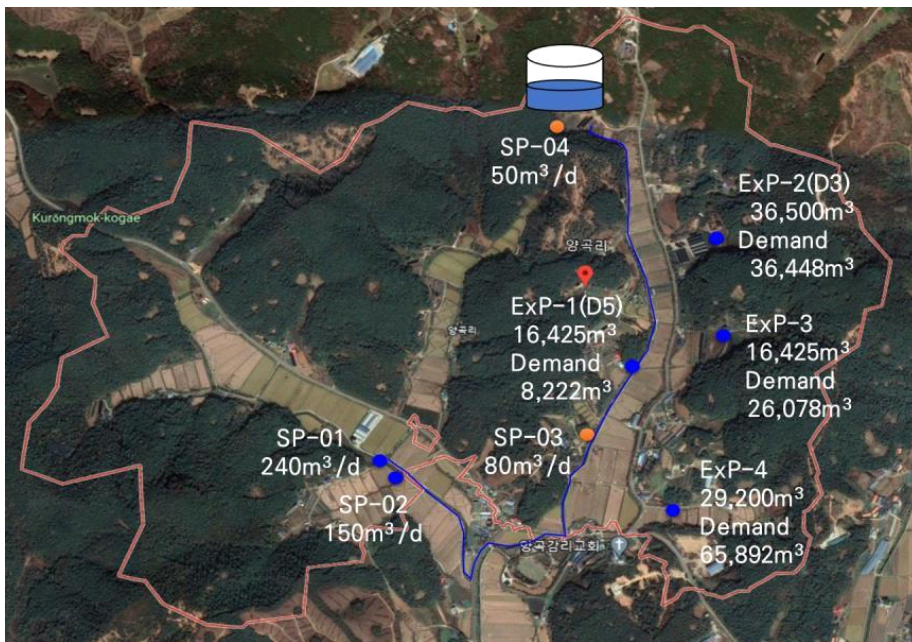 SP-04
50m³/d
ExP-2(D3)
36,500m³
Demand
36,448m³
Kurŏngmok-kogae
양곡리
ExP-1(D5)
16,425m³
Demand
8,222m³
양곡리
ExP-3
16,425m³
Demand
26,078m³
SP-01
240m³/d
SP-02
150m³/d
SP-03
80m³/d
ExP-4
29,200m³
Demand
65,892m³
양곡감리교회